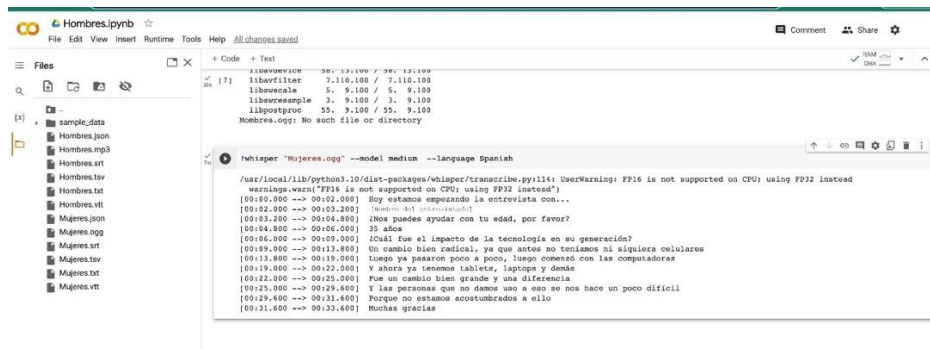 Hombres.ipynb
Comment Share
File Edit View Insert Runtime Tools Help All changes saved
Files
+ Code + Text
RAM
Disk
..
sample_data
Hombres.json
Hombres.mp3
Hombres.srt
Hombres.tsv
Hombres.txt
Hombres.vtt
Mujeres.json
Mujeres.ogg
Mujeres.srt
Mujeres.tsv
Mujeres.txt
Mujeres.vtt
{x}
[7]
libavdevice 58. 13.100 / 58. 13.100
libavfilter 7.110.100 / 7.110.100
libswscale 5. 9.100 / 5. 9.100
libswresample 3. 9.100 / 3. 9.100
libpostproc 55. 9.100 / 55. 9.100
Mombres.ogg: No such file or directory
!whisper "Mujeres.ogg" --model medium --language Spanish
/usr/local/lib/python3.10/dist-packages/whisper/transcribe.py:114: UserWarning: FP16 is not supported on CPU; using FP32 instead
warnings.warn("FP16 is not supported on CPU; using FP32 instead")
[00:00.000 --> 00:02.000] Hoy estamos empezando la entrevista con...
[00:02.000 --> 00:03.200] [Nombre del entrevistado]
[00:03.200 --> 00:04.800] ¿Nos puedes ayudar con tu edad, por favor?
[00:04.800 --> 00:06.000] 35 años
[00:06.000 --> 00:09.000] ¿Cuál fue el impacto de la tecnología en su generación?
[00:09.000 --> 00:13.800] Un cambio bien radical, ya que antes no teníamos ni siquiera celulares
[00:13.800 --> 00:19.000] Luego ya pasaron poco a poco, luego comenzó con las computadoras
[00:19.000 --> 00:22.000] Y ahora ya tenemos tablets, laptops y demás
[00:22.000 --> 00:25.000] Fue un cambio bien grande y una diferencia
[00:25.000 --> 00:29.600] Y las personas que no damos uso a eso se nos hace un poco difícil
[00:29.600 --> 00:31.600] Porque no estamos acostumbrados a ello
[00:31.600 --> 00:33.600] Muchas gracias